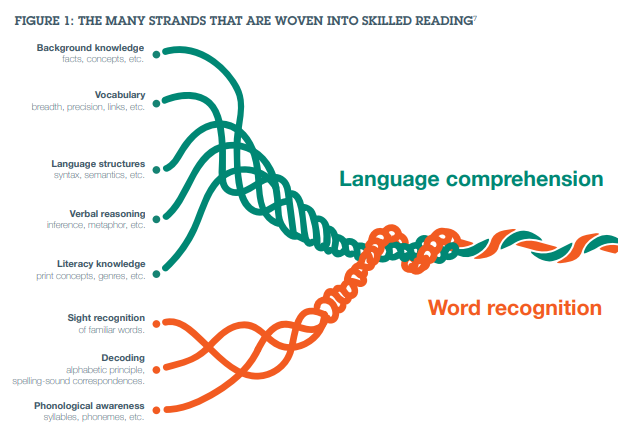 FIGURE 1: THE MANY STRANDS THAT ARE WOVEN INTO SKILLED READING⁷
Background knowledge
facts, concepts, etc.
Vocabulary
breadth, precision, links, etc.
Language structures
syntax, semantics, etc.
Verbal reasoning
inference, metaphor, etc.
Literacy knowledge
print concepts, genres, etc.
Language comprehension
Word recognition
Sight recognition
of familiar words.
Decoding
alphabetic principle,
spelling-sound correspondences.
Phonological awareness
syllables, phonemes, etc.